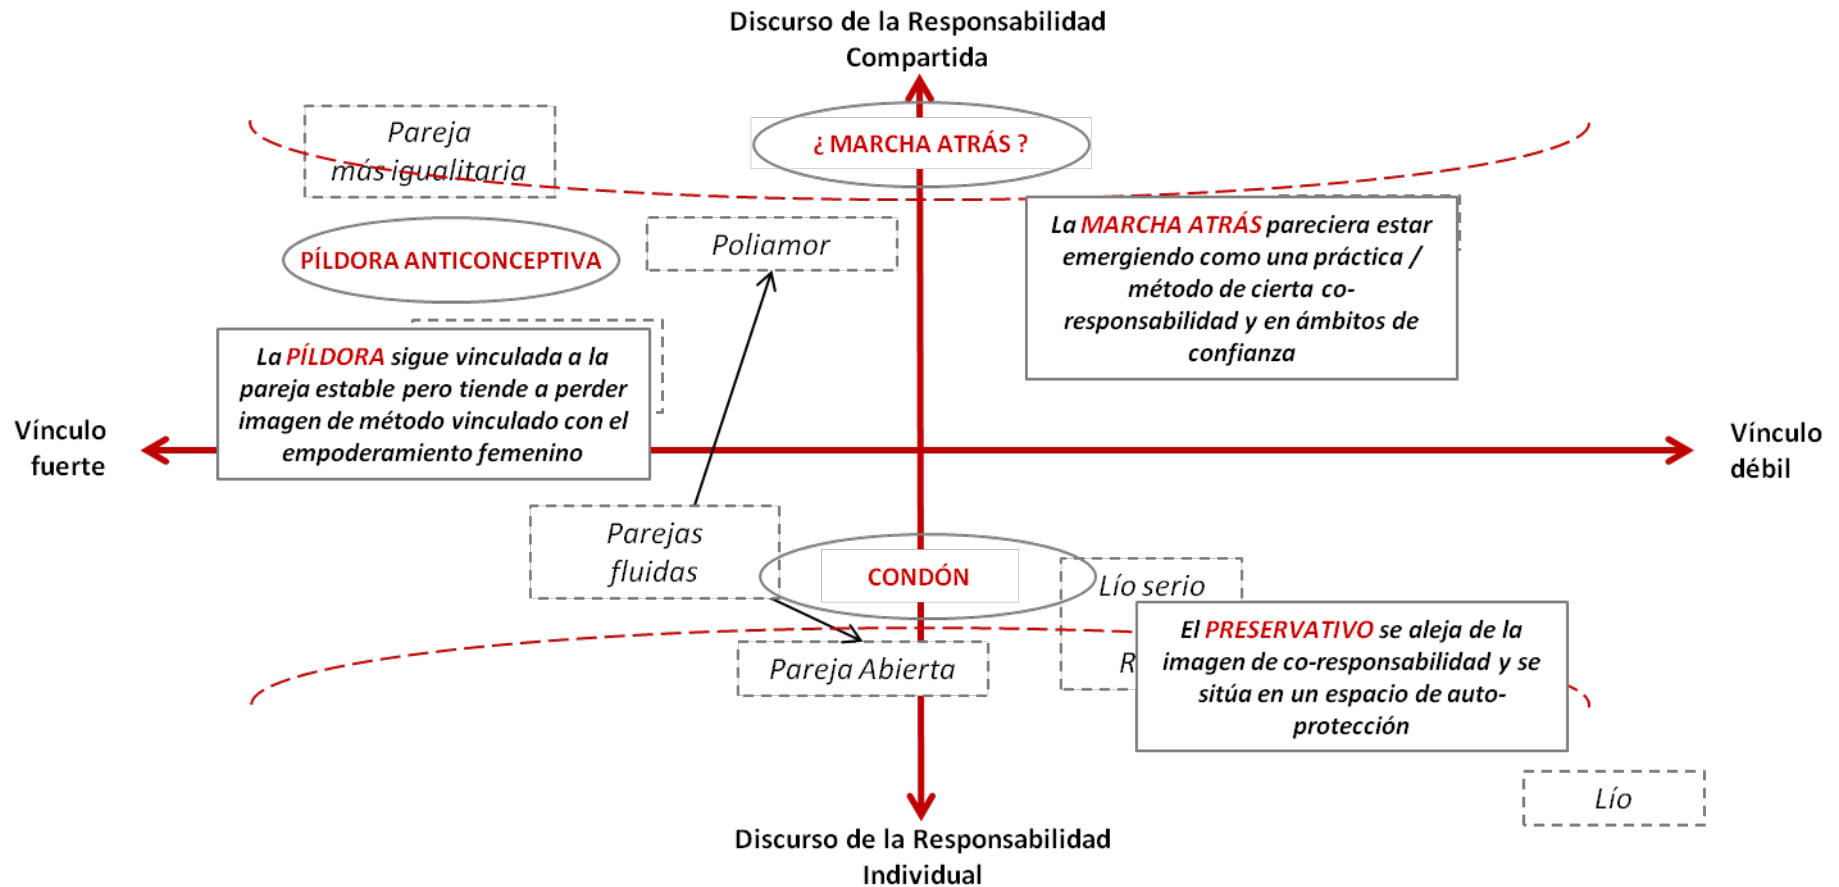 Discurso de la Responsabilidad
Compartida
Pareja
más igualitaria
¿ MARCHA ATRÁS ?
PÍLDORA ANTICONCEPTIVA
Poliamor
La MARCHA ATRÁS pareciera estar
emergiendo como una práctica /
método de cierta co-
responsabilidad y en ámbitos de
confianza
La PÍLDORA sigue vinculada a la
pareja estable pero tiende a perder
imagen de método vinculado con el
empoderamiento femenino
Vínculo
fuerte
Vínculo
débil
Parejas
fluidas
CONDÓN
Lío serio
El PRESERVATIVO se aleja de la
imagen de co-responsabilidad y se
sitúa en un espacio de auto-
protección
Pareja Abierta
Lío
Discurso de la Responsabilidad
Individual